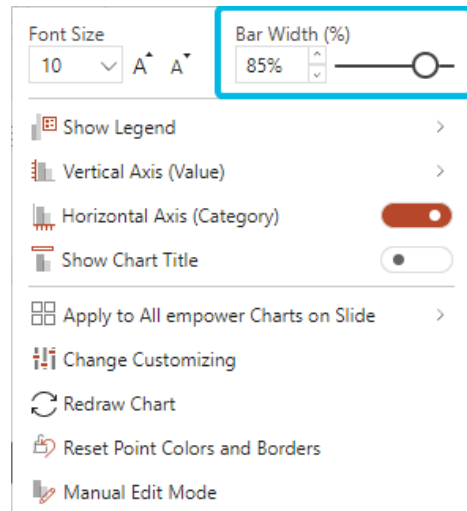 Font Size
Bar Width (%)
10
A A
85%
Show Legend
Vertical Axis (Value)
Horizontal Axis (Category)
Show Chart Title
Apply to All empower Charts on Slide
Change Customizing
Redraw Chart
Reset Point Colors and Borders
Manual Edit Mode